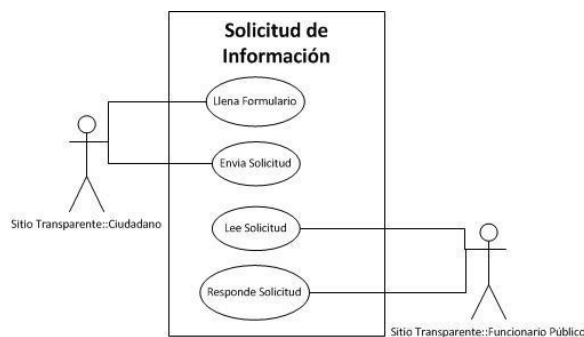 Solicitud de
Información
Llena Formulario
Envia Solicitud
Sitio Transparente::Ciudadano
Lee Solicitud
Responde Solicitud
Sitio Transparente::Funcionario Público